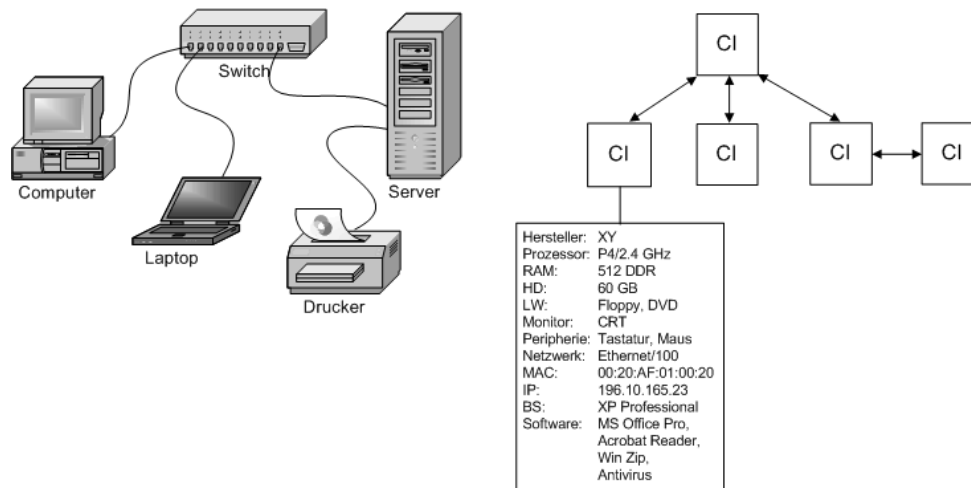 Switch
Computer
Laptop
Server
Drucker
CI
CI
CI
CI
CI
Hersteller: XY
Prozessor: P4/2.4 GHz
RAM: 512 DDR
HD: 60 GB
LW: Floppy, DVD
Monitor: CRT
Peripherie: Tastatur, Maus
Netzwerk: Ethernet/100
MAC: 00:20:AF:01:00:20
IP: 196.10.165.23
BS: XP Professional
Software: MS Office Pro,
Acrobat Reader,
Win Zip,
Antivirus